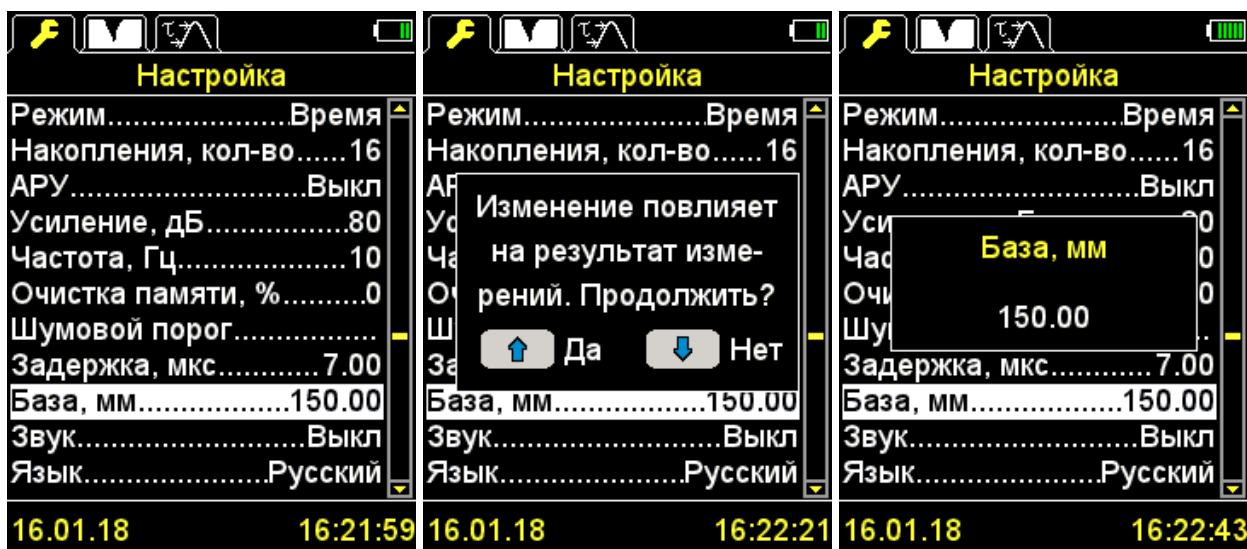 Настройка
Режим.....................Время
Накопления, кол-во......16
АРУ..........................Выкл
Усиление, дБ................80
Частота, Гц...................10
Очистка памяти, %..........0
Шумовой порог................
Задержка, мкс...........7.00
База, мм.................150.00
Звук.........................Выкл
Язык.....................Русский
16.01.18 16:21:59
Настройка
Режим.....................Время
Накопления, кол-во......16
Изменение повлияет
на результат изме-
рений. Продолжить?
Да Нет
База, мм.................150.00
Звук.........................Выкл
Язык.....................Русский
16.01.18 16:22:21
Настройка
Режим.....................Время
Накопления, кол-во......16
АРУ..........................Выкл
База, мм
150.00
Задержка, мкс...........7.00
База, мм.................150.00
Звук.........................Выкл
Язык.....................Русский
16.01.18 16:22:43